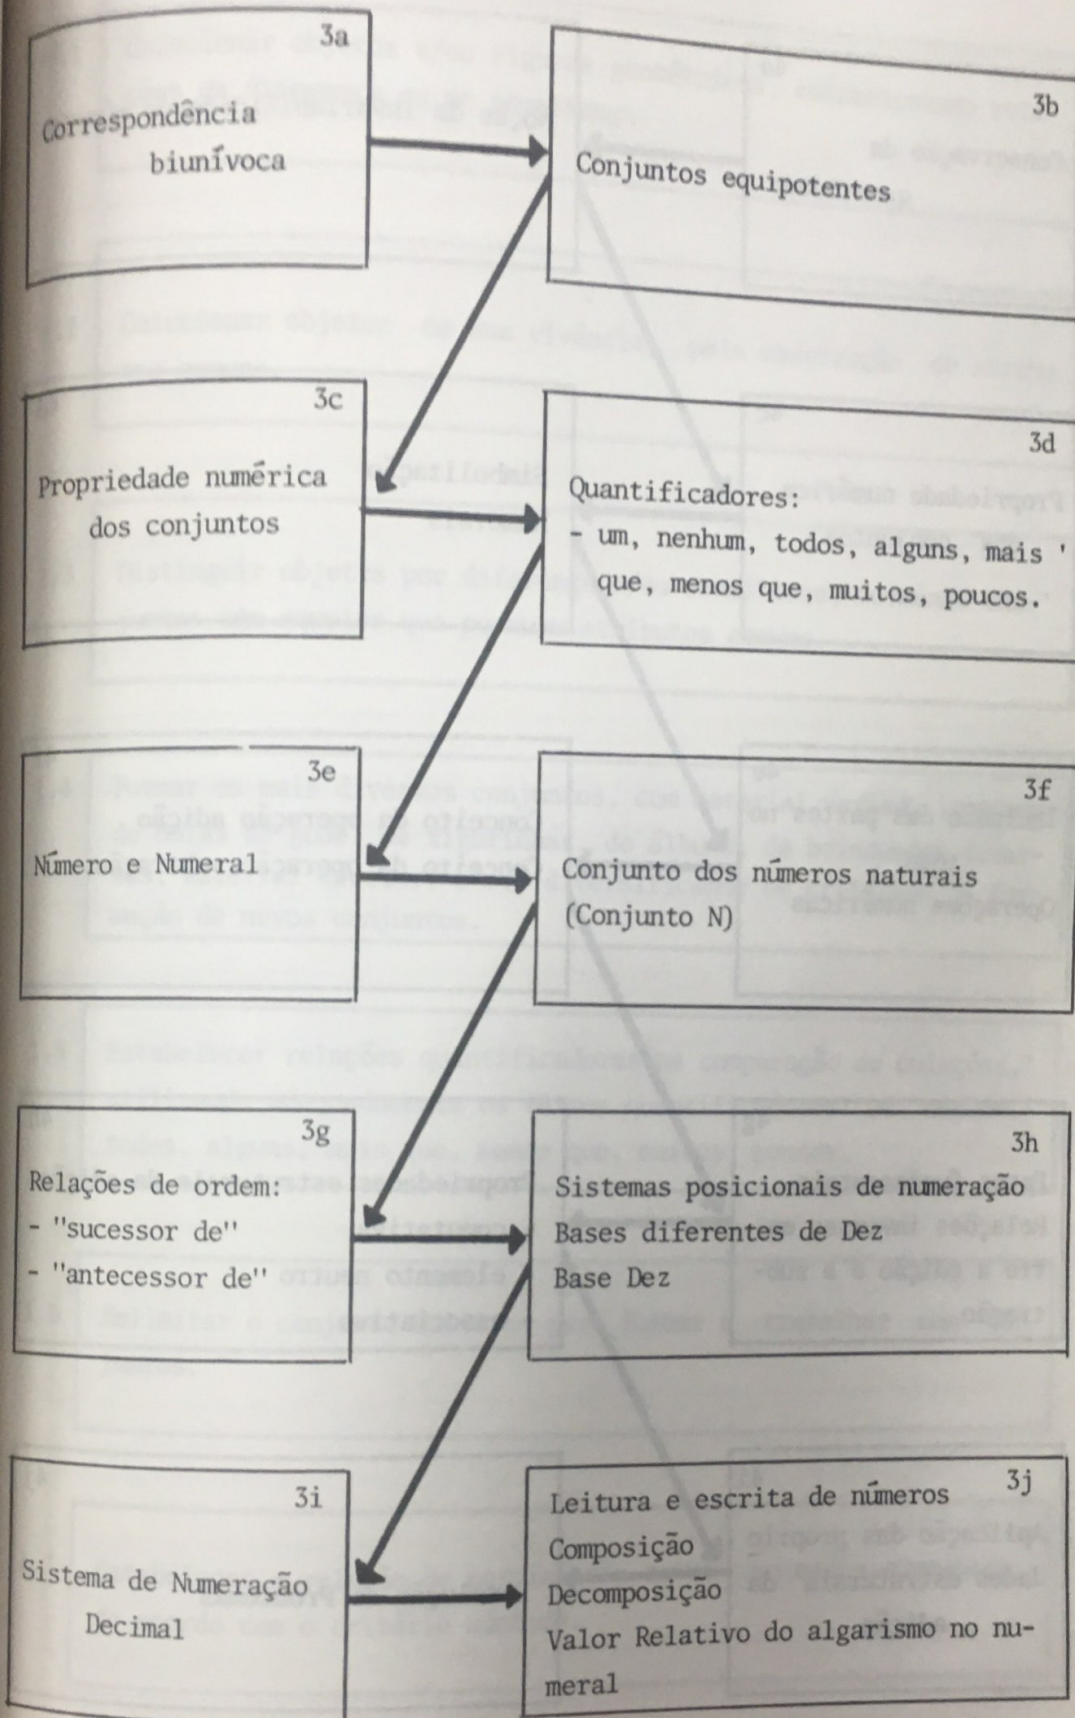 3a
Correspondência
biunívoca
3b
Conjuntos equipotentes
3c
Propriedade numérica
dos conjuntos
3d
Quantificadores:
- um, nenhum, todos, alguns, mais '
que, menos que, muitos, poucos.
3e
Número e Numeral
3f
Conjunto dos números naturais
(Conjunto N)
3g
Relações de ordem:
- "sucessor de"
- "antecessor de"
3h
Sistemas posicionais de numeração
Bases diferentes de Dez
Base Dez
3i
Sistema de Numeração
Decimal
3j
Leitura e escrita de números
Composição
Decomposição
Valor Relativo do algarismo no nu-
meral